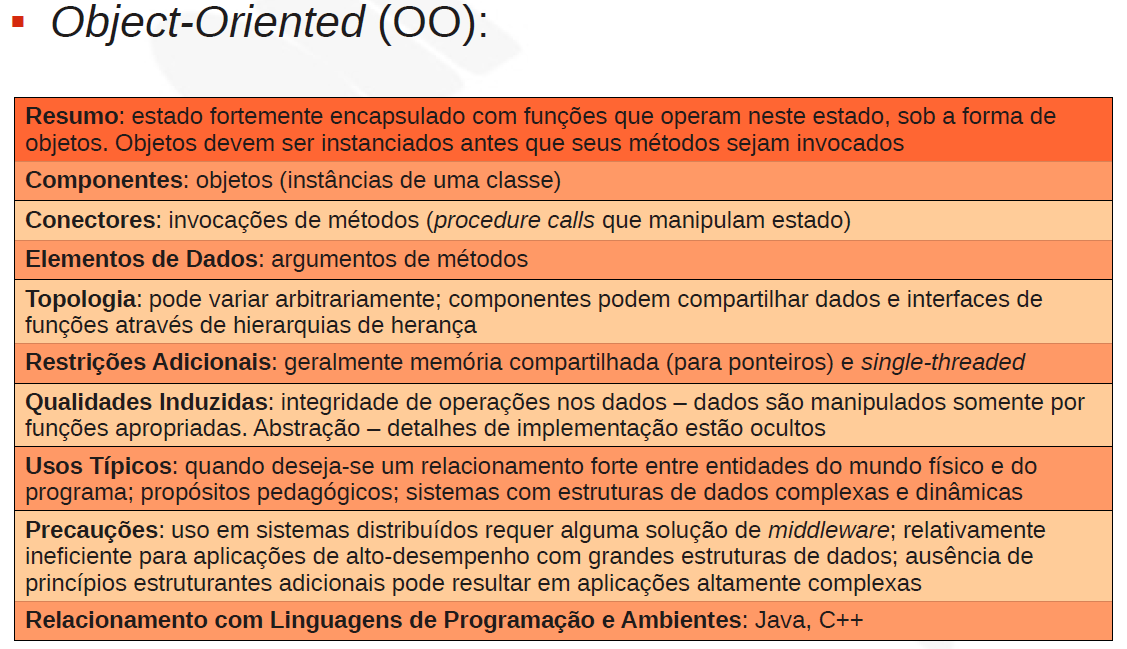 Object-Oriented (OO):
Resumo: estado fortemente encapsulado com funções que operam neste estado, sob a forma de
objetos. Objetos devem ser instanciados antes que seus métodos sejam invocados
Componentes: objetos (instâncias de uma classe)
Conectores: invocações de métodos (procedure calls que manipulam estado)
Elementos de Dados: argumentos de métodos
Topologia: pode variar arbitrariamente; componentes podem compartilhar dados e interfaces de
funções através de hierarquias de herança
Restrições Adicionais: geralmente memória compartilhada (para ponteiros) e single-threaded
Qualidades Induzidas: integridade de operações nos dados – dados são manipulados somente por
funções apropriadas. Abstração – detalhes de implementação estão ocultos
Usos Típicos: quando deseja-se um relacionamento forte entre entidades do mundo físico e do
programa; propósitos pedagógicos; sistemas com estruturas de dados complexas e dinâmicas
Precauções: uso em sistemas distribuídos requer alguma solução de middleware; relativamente
ineficiente para aplicações de alto-desempenho com grandes estruturas de dados; ausência de
princípios estruturantes adicionais pode resultar em aplicações altamente complexas
Relacionamento com Linguagens de Programação e Ambientes: Java, C++